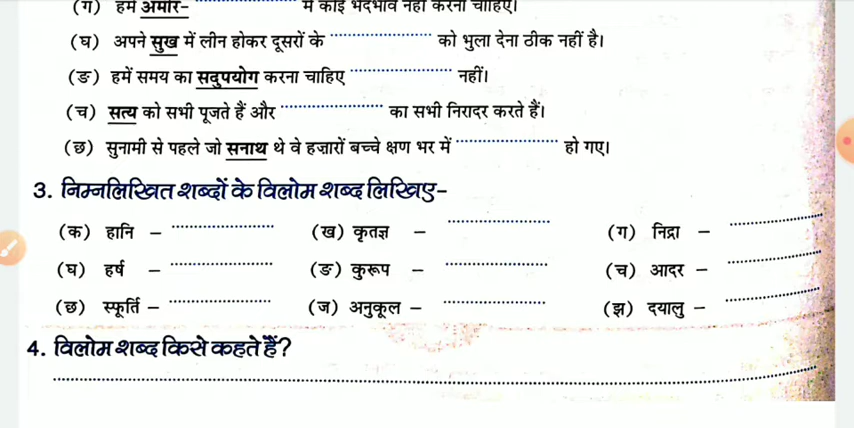 (ग) हमें अमीर- ........................ में कोई भेदभाव नहीं करना चाहिए।
(घ) अपने सुख में लीन होकर दूसरों के ........................ को भुला देना ठीक नहीं है।
(ङ) हमें समय का सदुपयोग करना चाहिए ........................ नहीं।
(च) सत्य को सभी पूजते हैं और ........................ का सभी निरादर करते हैं।
(छ) सुनामी से पहले जो सनाथ थे वे हज़ारों बच्चे क्षण भर में ........................ हो गए।
3. निम्नलिखित शब्दों के विलोम शब्द लिखिए-
(क) हानि - ........................ (ख) कृतज्ञ - ........................ (ग) निद्रा - ........................
(घ) हर्ष - ........................ (ङ) कुरूप - ........................ (च) आदर - ........................
(छ) स्फूर्ति - ........................ (ज) अनुकूल - ........................ (झ) दयालु - ........................
4. विलोम शब्द किसे कहते हैं?